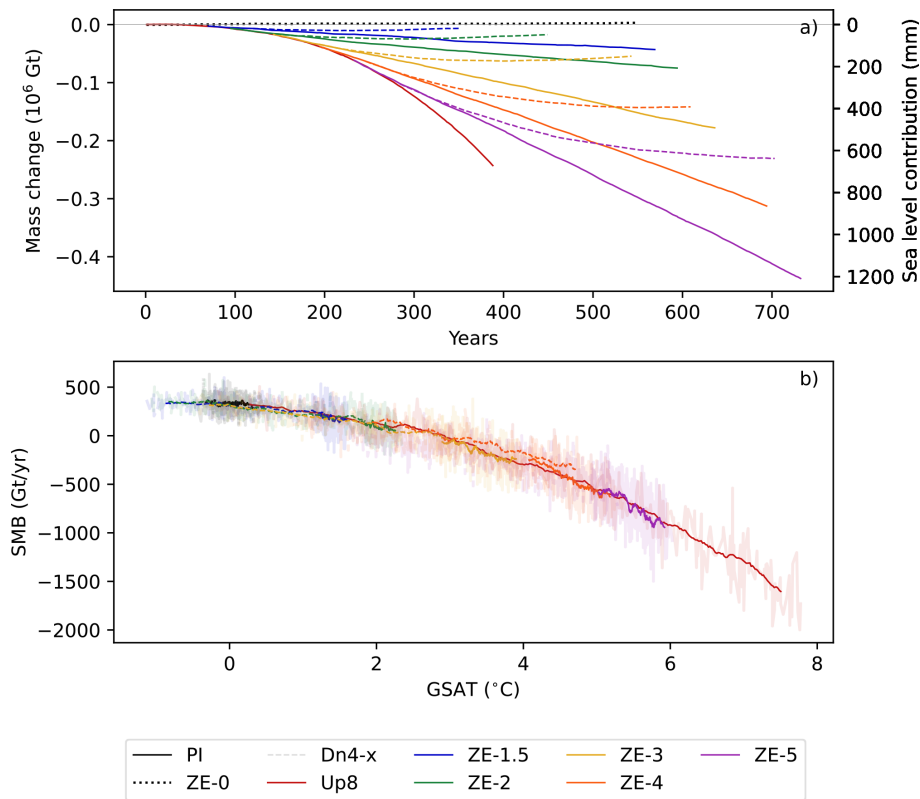 a)
0.0
−0.1
−0.2
−0.3
−0.4
Mass change (10⁶ Gt)
0
200
400
600
800
1000
1200
Sea level contribution (mm)
0 100 200 300 400 500 600 700
Years
b)
500
0
−500
−1000
−1500
−2000
SMB (Gt/yr)
0 2 4 6 8
GSAT (°C)
PI Dn4-x ZE-1.5 ZE-3 ZE-5
ZE-0 Up8 ZE-2 ZE-4